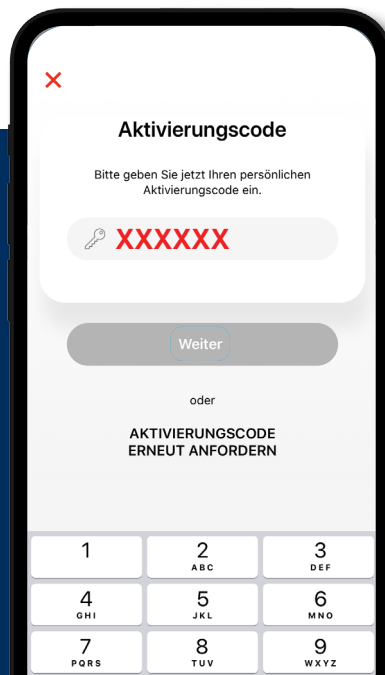 Aktivierungscode
Bitte geben Sie jetzt Ihren persönlichen
Aktivierungscode ein.
XXXXXX
Weiter
oder
AKTIVIERUNGSCODE
ERNEUT ANFORDERN
1 2 3
ABC DEF
4 5 6
GHI JKL MNO
7 8 9
PQRS TUV WXYZ